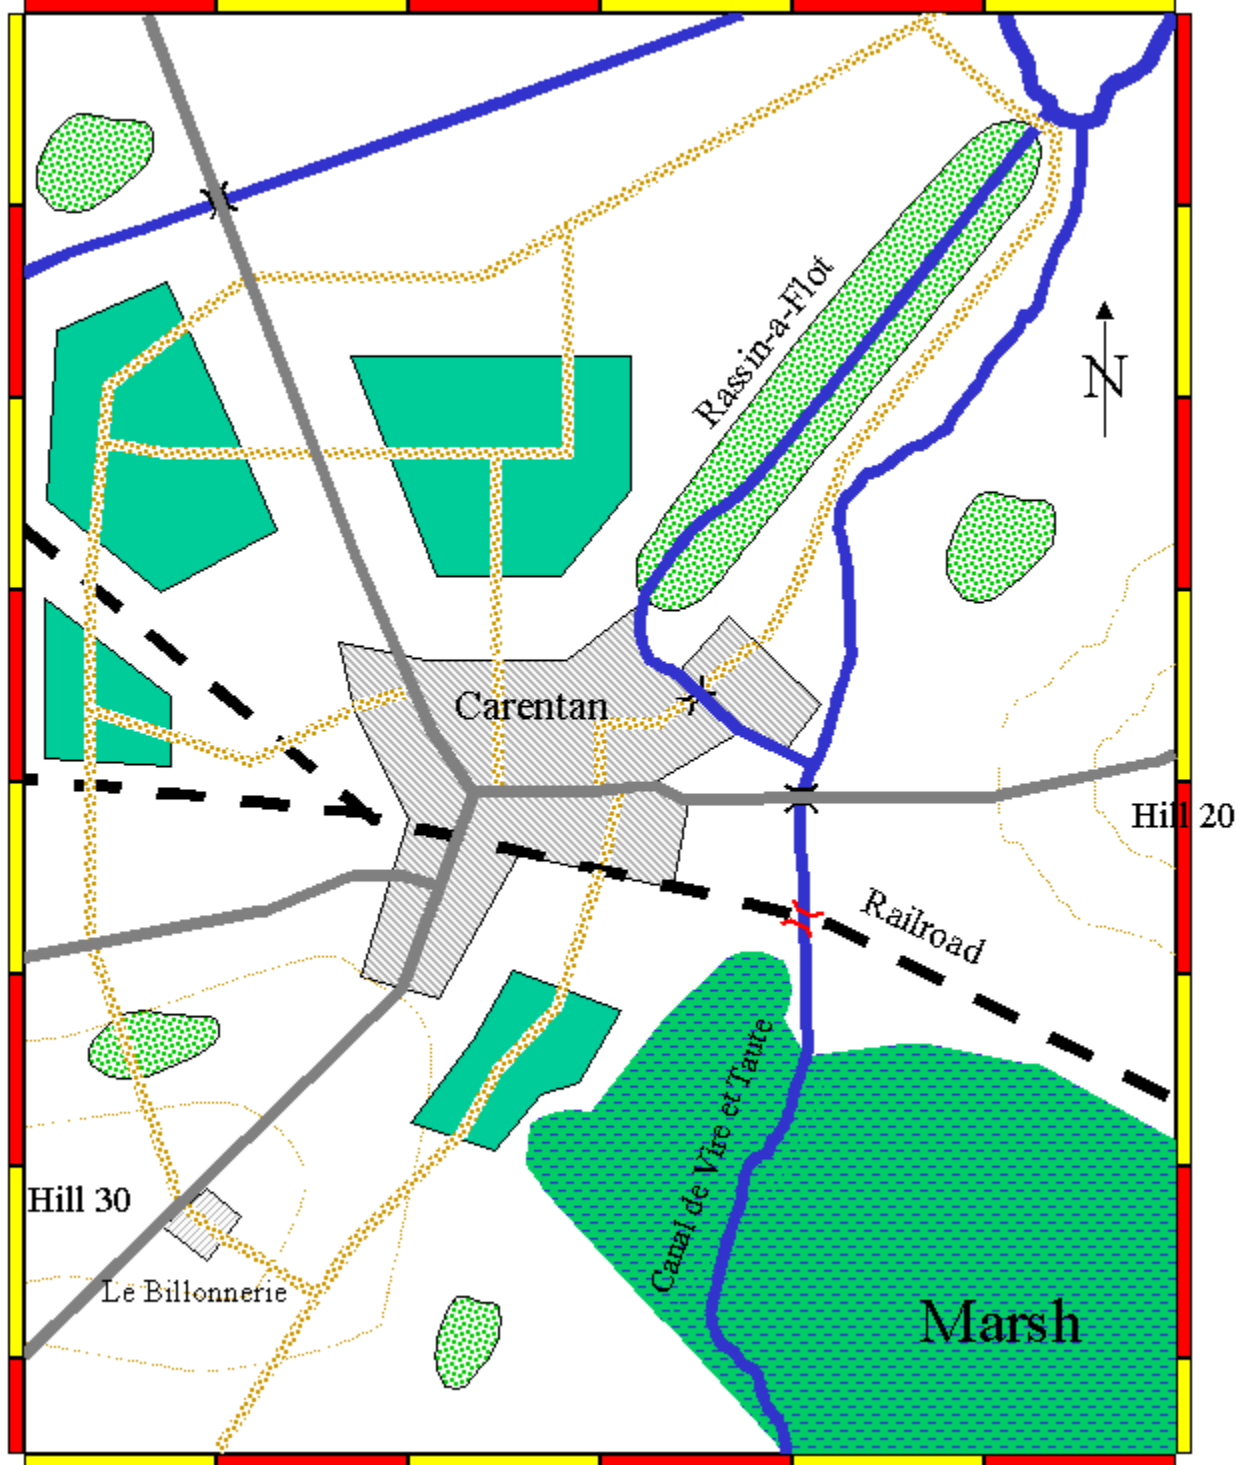 Rassin-a-Flot
N
Carentan
Hill 20
Railroad
Canal de Vire et Taute
Hill 30
Le Billonnerie
Marsh